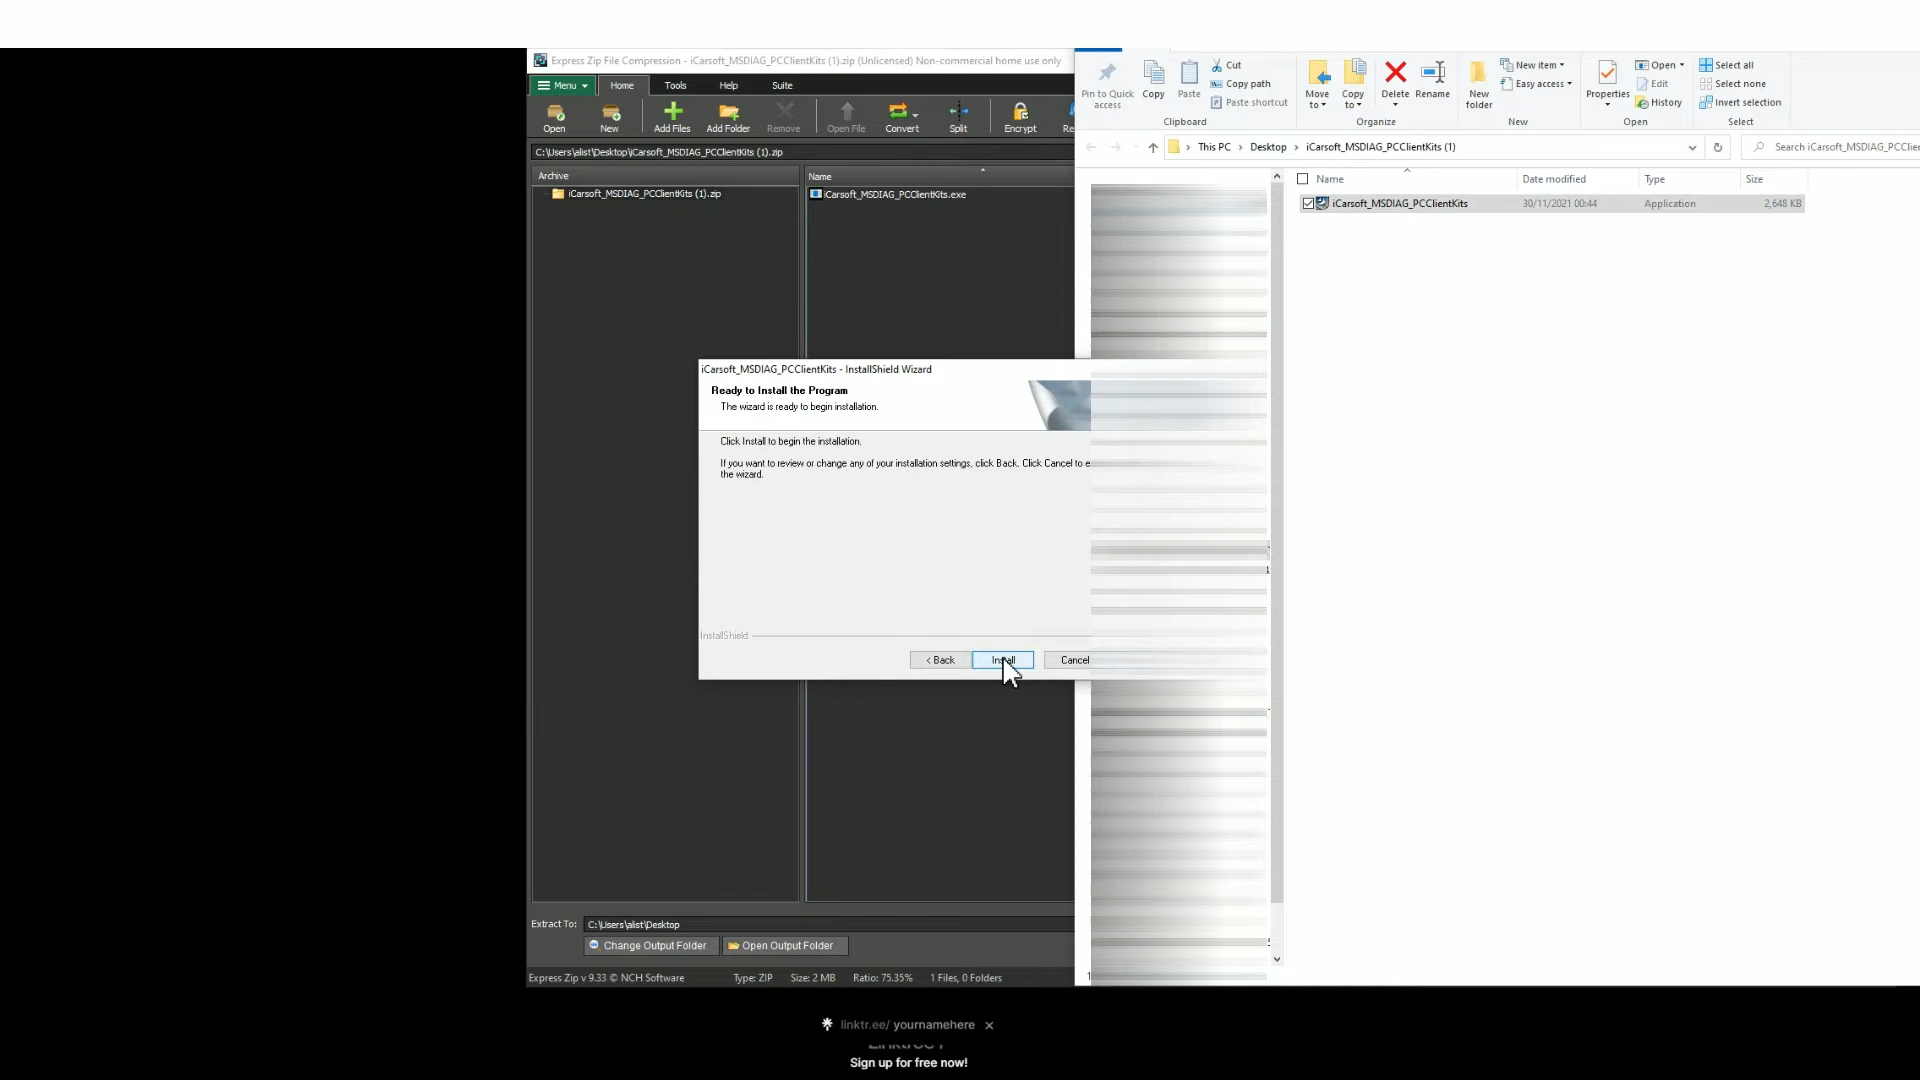 Express Zip File Compression - iCarsoft_MSDIAG_PCClientKits (1).zip (Unlicensed) Non-commercial home use only
Menu Home Tools Help Suite
Open New Add Files Add Folder Remove Open File Convert Split Encrypt
C:\Users\alist\Desktop\iCarsoft_MSDIAG_PCClientKits (1).zip
Archive
iCarsoft_MSDIAG_PCClientKits (1).zip
Name
iCarsoft_MSDIAG_PCClientKits.exe
Pin to Quick access
Copy
Paste
Cut
Copy path
Paste shortcut
Clipboard
Move to
Copy to
Delete
Rename
Organize
New folder
New item
Easy access
New
Properties
Open
Edit
History
Open
Select all
Select none
Invert selection
Select
This PC > Desktop > iCarsoft_MSDIAG_PCClientKits (1)
Search iCarsoft_MSDIAG_PCClie
Name Date modified Type Size
iCarsoft_MSDIAG_PCClientKits 30/11/2021 00:44 Application 2,648 KB
iCarsoft_MSDIAG_PCClientKits - InstallShield Wizard
Ready to Install the Program
The wizard is ready to begin installation.
Click Install to begin the installation.
If you want to review or change any of your installation settings, click Back. Click Cancel to e
the wizard.
InstallShield
< Back Install Cancel
Extract To: C:\Users\alist\Desktop
Change Output Folder Open Output Folder
Express Zip v 9.33 © NCH Software Type: ZIP Size: 2 MB Ratio: 75.35% 1 Files, 0 Folders
linktr.ee/ yournamehere
Sign up for free now!